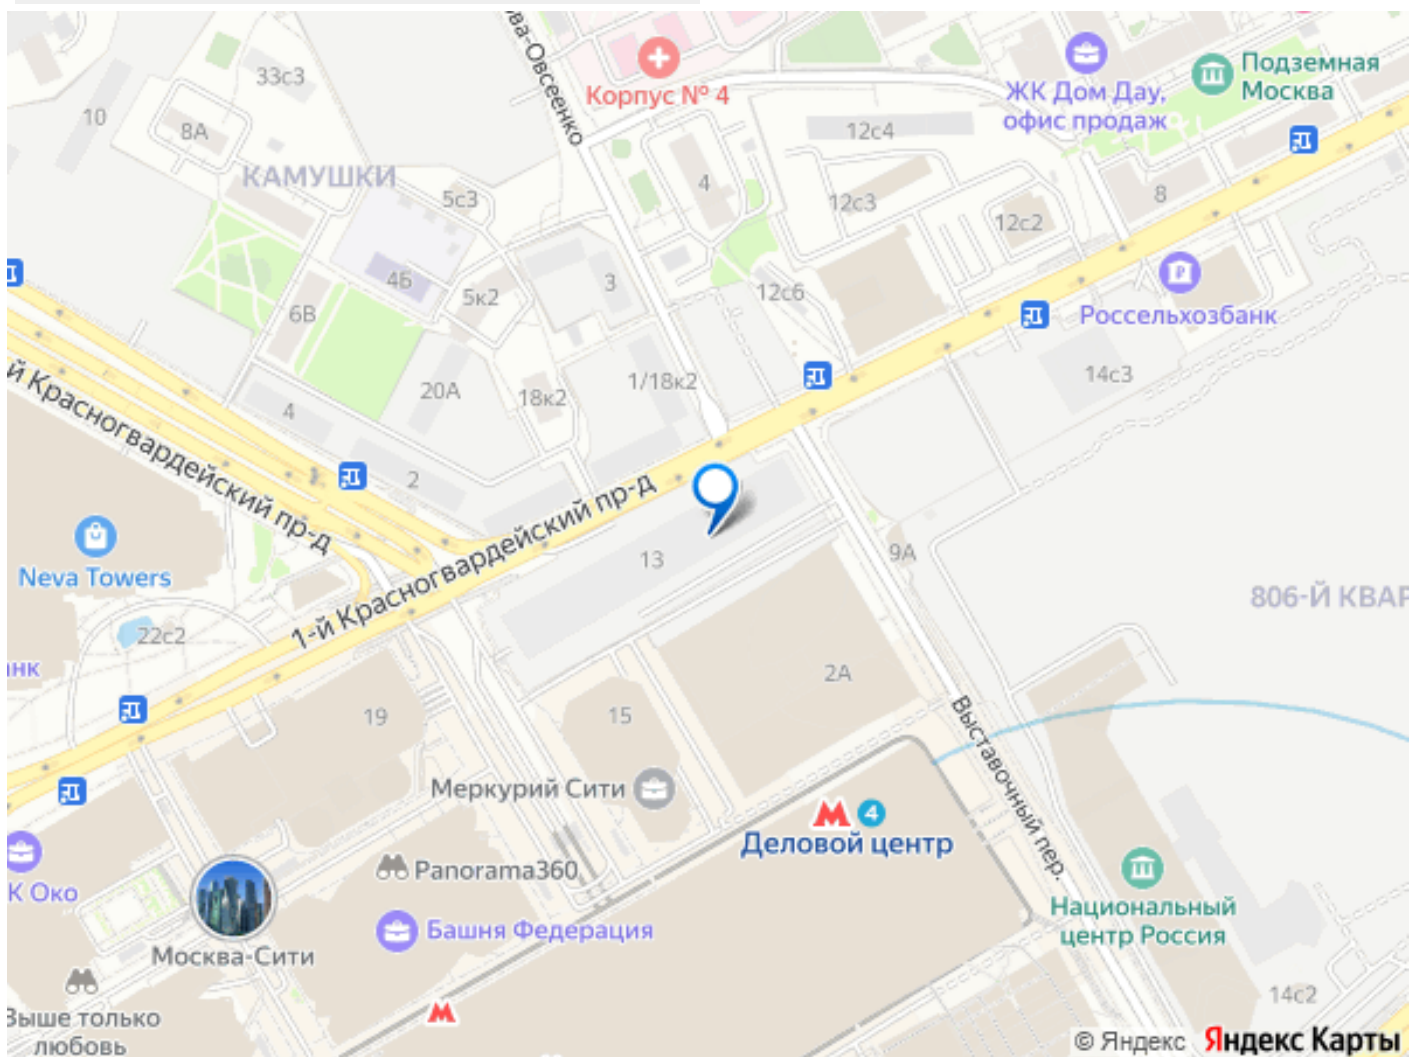 ва-Овсеенко
33с3
Корпус № 4
ЖК Дом Дау,
офис продаж
Подземная
Москва
10
8А
12с4
КАМУШКИ
5с3
4
12с3
12с2
8
4Б
5к2
3
12с6
6В
Россельхозбанк
20А
18к2
1/18к2
14с3
4
й Красногвардейский пр-д
2
1-й Красногвардейский пр-д
13
9А
Neva Towers
806-Й КВАР
22с2
нк
2А
19
15
Выставочный пер.
Меркурий Сити
4
Деловой центр
К Око
Panorama360
Башня Федерация
Москва-Сити
Национальный
центр Россия
14с2
Выше только
любовь
© Яндекс Яндекс Карты